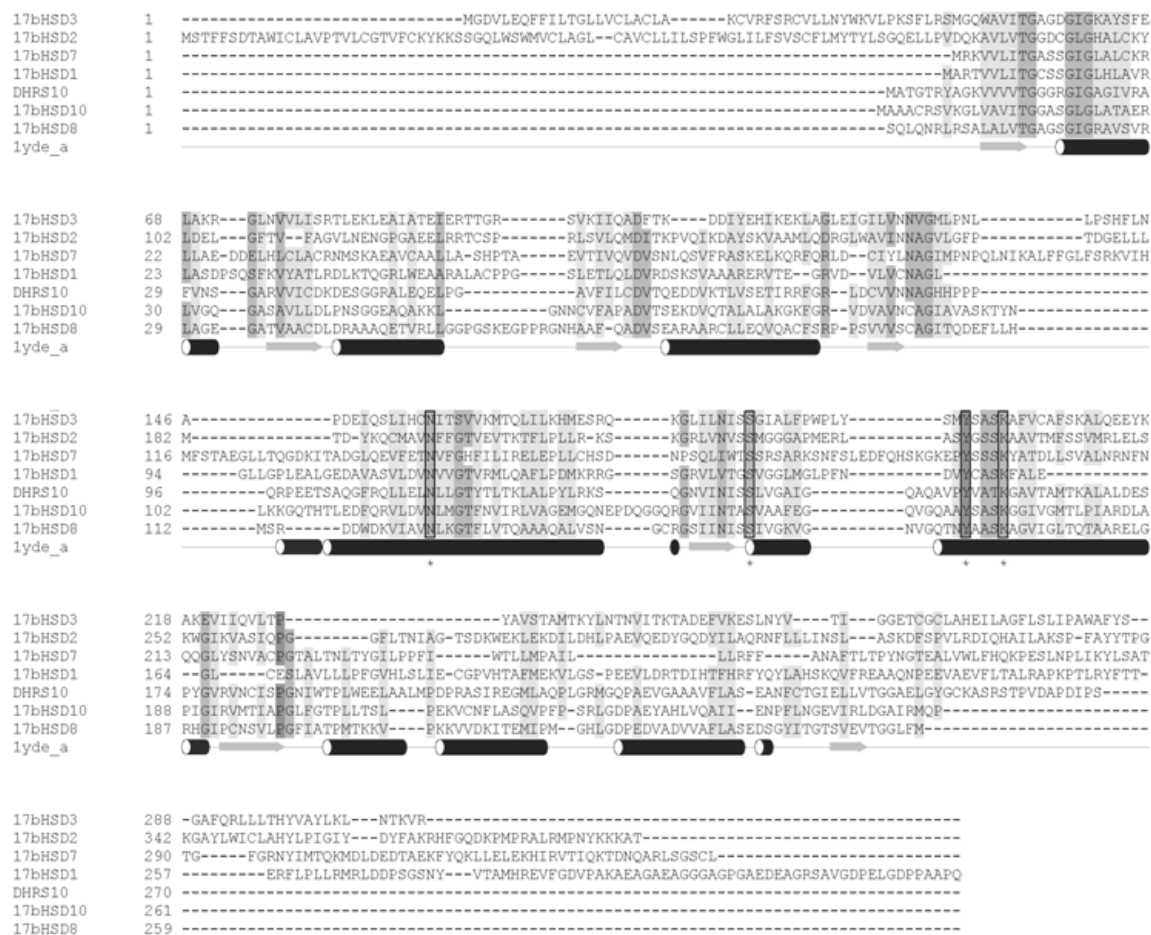 17bHSD3 1 -------------------------------MGDVLEQFFILTGLLVCLACLA------KCVRFSRCVLLNYWKVLPKSFLRSMGQWAVITGAGDGIGKAYSFE
17bHSD2 1 MSTFFSDTAWICLAVPTVLCGTVFCKYKKSSGQLWSWMVCLAGL--CAVCLLILSPFWGLILFSVSCFLMYTYLSGQELLPVDQKAVLVTGGDCGLGHALCKY
17bHSD7 1 -------------------------------------------------------------------------------------MRKVVLITGASSGIGLALCKR
17bHSD1 1 ------------------------------------------------------------------------------------MARTVVLITGCSSGIGLHLAVR
DHRS10 1 ------------------------------------------------------------------------------MATGTRYAGKVVVVTGGGRGIGAGIVRA
17bHSD10 1 -----------------------------------------------------------------------------MAAACRSVKGLVAVITGGASGLGLATAER
17bHSD8 1 ------------------------------------------------------------------------------SQLQNRLRSALALVTGAGSGIGRAVSVR
1yde_a
17bHSD3 68 LAKR---GLNVVLISRTLEKLEAIATEIERTTGR-------SVKIIQADFTK----DDIYEHIKEKLAGLEIGILVNNVGMLPNL--------LPSHFLN
17bHSD2 102 LDEL---GFTV--FAGVLNENGPGAEELRRTCSP-------RLSVLQMDITKPVQIKDAYSKVAAMLQDRGLWAVINNAGVLGFP--------TDGELLL
17bHSD7 22 LLAE--DDELHLCLACRNMSKAEAVCAALLA-SHPTA----EVTIVQVDVSNLQSVFRASKELKQRFQRLD--CIYLNAGIMPNPQLNIKALFFGLFSRKVIH
17bHSD1 22 LASDPSQSFKVYATLRDLKTQGRLWEAARALACPPG-----SLETLQLDVRDSKSVAAARERVTE--GRVD--VLVCNAGL---------------------
DHRS10 29 FVNS---GARVVICDKDESGGRALEQELPG-----------AVFILCDVTQEDDVKTLVSETIRRFGR--LDCVVNNAGHHPPP------------------
17bHSD10 30 LVGQ---GASAVLLDLPNSGGEAQAKKL------------GNNCVFAPADVTSEKDVQTALALAKGKFGR--VDVAVNCAGIAVASKTYN--------------
17bHSD8 29 LAGE---GATVAACDLDRAAAQETVRLLGGPGSKEGPPRGNHAAF-QADVSEARAARCLLEQVQACFSR-P-PSVVVSCAGITQDEFLLH--------------
1yde_a
17bHSD3 146 A----------------PDEIQSLIHCNITSVVKMTQLILKHMESRQ------KGLILNISSGIALFPWPLY-----------SMYSASKAFVCAFSKALQEEYK
17bHSD2 182 M----------------TD-YKQCMAVNFFGTVEVTKTFLPLLRK-S------KGRLVNVSSMGGGAPMERL-----------ASYGSSKAAVTMFSSVMRLELS
17bHSD7 116 MFSTAEGLLTQGDKITADGLQEVFETNVFGHFILIRELEPLLCHSD------NPSQLIWTSSRSARKSNFSLEDFQHSKGKEPYSSSKYATDLLSVALNRNFN
17bHSD1 94 ------GLLGPLEALGEDAVASVLDVNVVGTVRMLQAFLPDMKRRG------SGRVLVTGSVGGLMGLPFN-----------DVYCASKFALE----------
DHRS10 96 ---------QRPEETSAQGFRQLLELNLLGTYTLTKLALPYLRKS-------QGNVINISSLVGAIG-----------QAQAVPYVATKGAVTAMTKALALDES
17bHSD10 102 --------LKKGQTHTLEDFQRVLDVNLMGTFNVIRLVAGEMGQNEPDQGGQRGVIINTASVAAFEG-----------QVGQAAYSASKGGIVGMTLPIARDLA
17bHSD8 112 --------MSR------DDWDKVIAVNLKGTFLVTQAAAQALVSN----GCRGSIINISSIVGKVG-----------NVGQTNYAASKAGVIGLTQTAARELG
1yde_a
* * * *
17bHSD3 218 AKEVIIQVLTP-----------------------YAVSTAMTKYLNTNVITKTADEFVKESLNYV---TI---GGETCGCLAHEILAGFLSLIPAWAFYS--
17bHSD2 252 KWGIKVASIQPG---------GFLTNIAG-TSDKWEKLEKDILDHLPAEVQEDYGQDYILAQRNFLLLINSL---ASKDFSPVLRDIQHAILAKSP-FAYYTPG
17bHSD7 213 QQGLYSNVACPGTALTNLTYGILPPFI------WTLLMPAIL--------LLRFF---ANAFTLTPYNGTEALVWLFHQKPESLNPLIKYLSAT
17bHSD1 164 --GL----CESLAVLLLPFGVHLSLIE-CGPVHTAFMEKVLGS-PEEVLDRTDIHTFHRFYQYLAHSKQVFREAAQNPEEVAEVFLTALRAPKPTLRYFTT-
DHRS10 174 PYGVRVNCISPGNIWTPLWEELAALMPDPRASIREGMLAQPLGRMGQPAEVGAAAVFLAS-EANFCTGIELLVTGGAELGYGCKASRSTPVDAPDIPS----
17bHSD10 188 PIGIRVMTIAPGLFGTPLLTSL----PEKVCNFLASQVPFP-SRLGDPAEYAHLVQAII--ENPFLNGEVIRLDGAIRMQP----------------------
17bHSD8 187 RHGIPCNSVLPGFIATPMTKKV----PKKVVDKITEMIPM--GHLGDPEDVADVVAFLASEDSGYITGTSVEVTGGLFM------------------------
1yde_a
17bHSD3 288 -GAFQRLLLTHYVAYLKL---NTKVR---------------------------------------------------------
17bHSD2 342 KGAYLWICLAHYLPIGIY---DYFAKRHFGQDKPMPRALRMPNYKKKAT----------------------------------
17bHSD7 290 TG-----FGRNYIMTQKMDLDEDTAEKFYQKLLELEKHIRVTIQKTDNQARLSGSCL--------------------------
17bHSD1 257 ---------ERFLPLLRMRLDDPSGSNY---VTAMHREVFGDVPAKAEAGAEAGGGAGPGAEDEAGRSAVGDPELGDPPAAPQ
DHRS10 270 -----------------------------------------------------------------------------------
17bHSD10 261 -----------------------------------------------------------------------------------
17bHSD8 259 -----------------------------------------------------------------------------------